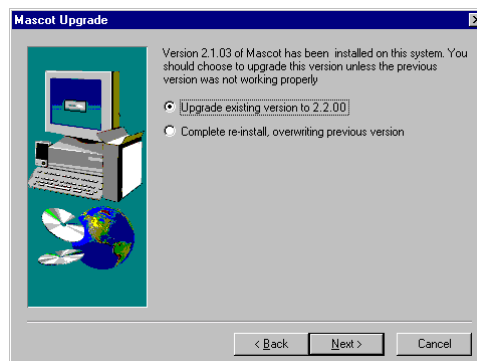 Mascot Upgrade
Version 2.1.03 of Mascot has been installed on this system. You
should choose to upgrade this version unless the previous
version was not working properly
Upgrade existing version to 2.2.00
Complete re-install, overwriting previous version
< Back
Next >
Cancel